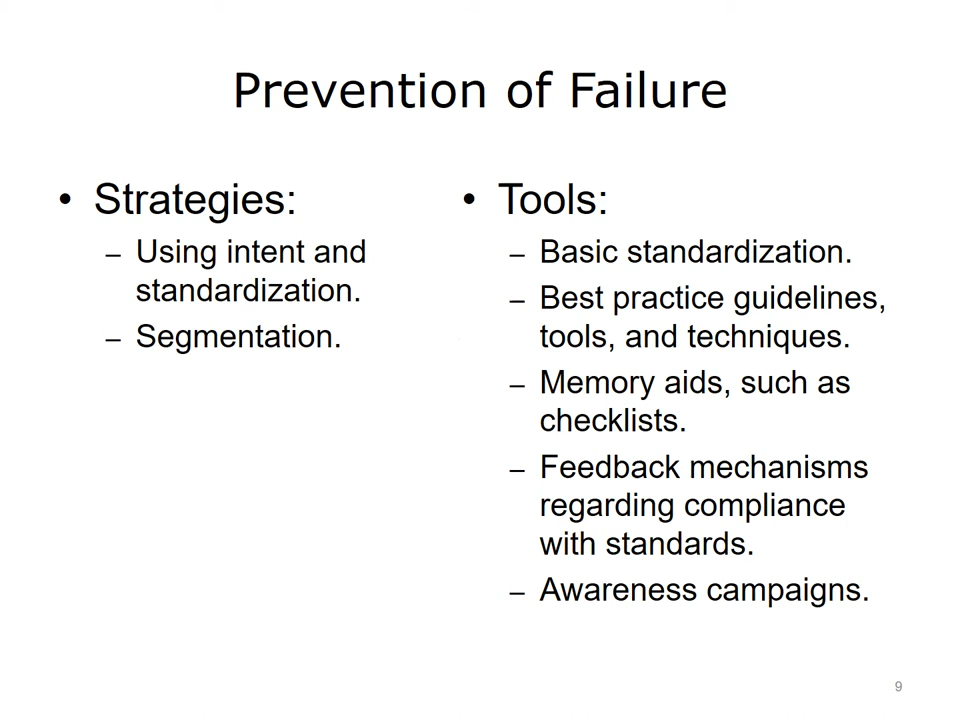 Prevention of Failure
• Strategies:
– Using intent and
standardization.
– Segmentation.
• Tools:
– Basic standardization.
– Best practice guidelines,
tools, and techniques.
– Memory aids, such as
checklists.
– Feedback mechanisms
regarding compliance
with standards.
– Awareness campaigns.
9